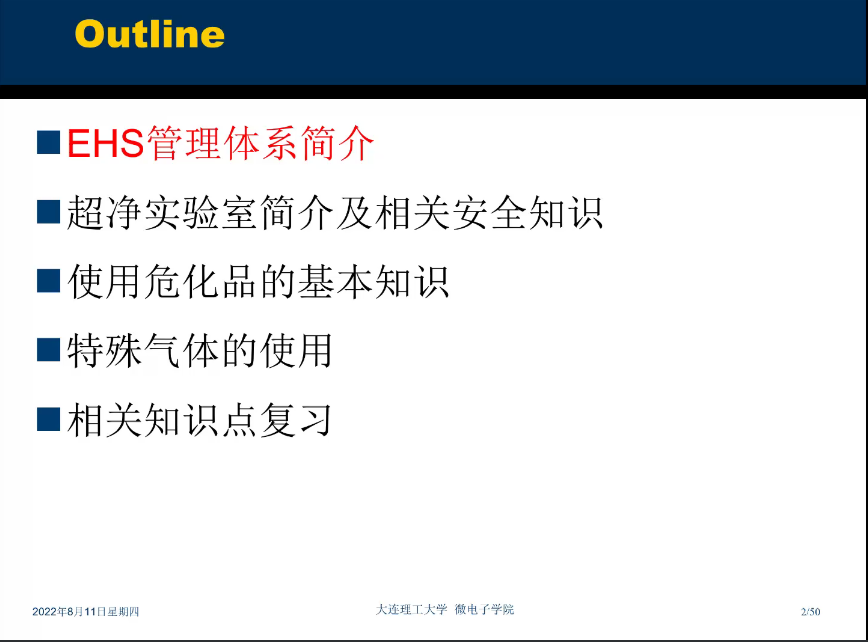 Outline
EHS管理体系简介
超净实验室简介及相关安全知识
使用危化品的基本知识
特殊气体的使用
相关知识点复习
2022年8月11日星期四 大连理工大学 微电子学院 2/50